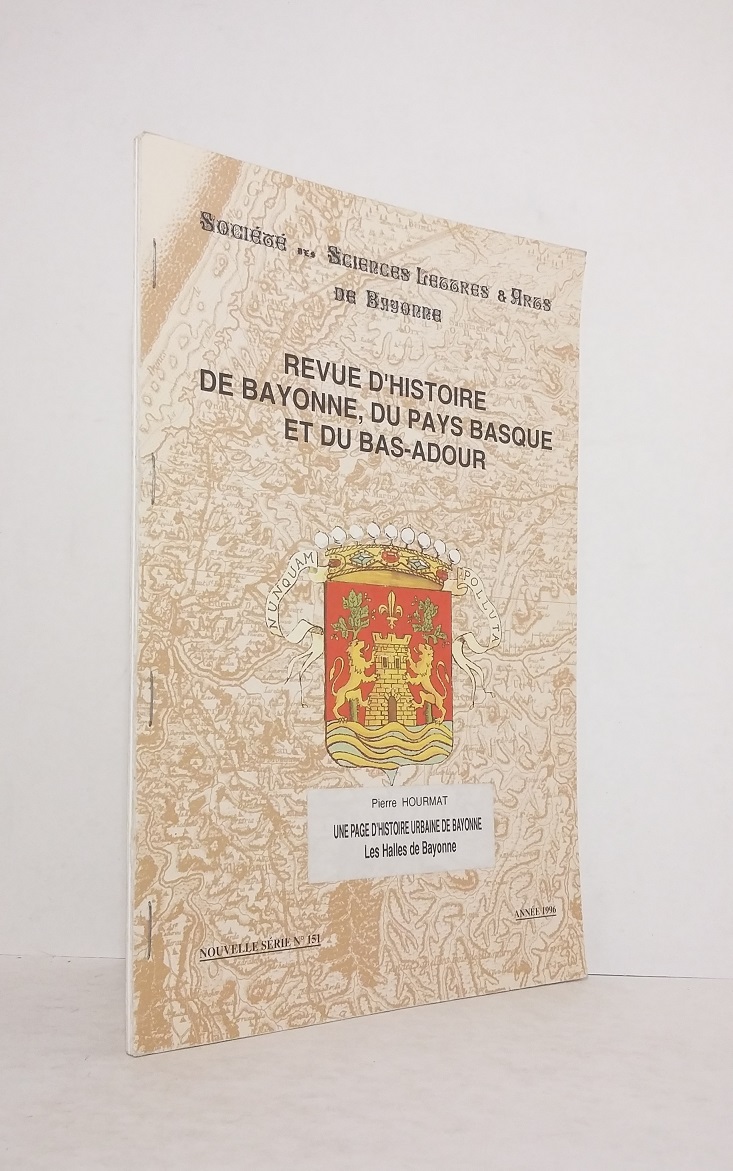 SOCIÉTÉ DES SCIENCES LETTRES & ARTS
DE BAYONNE
REVUE D'HISTOIRE
DE BAYONNE, DU PAYS BASQUE
ET DU BAS-ADOUR
NUNQUAM
POLLUTA
Pierre HOURMAT
UNE PAGE D'HISTOIRE URBAINE DE BAYONNE
Les Halles de Bayonne
NOUVELLE SÉRIE N° 151
ANNÉE 1996